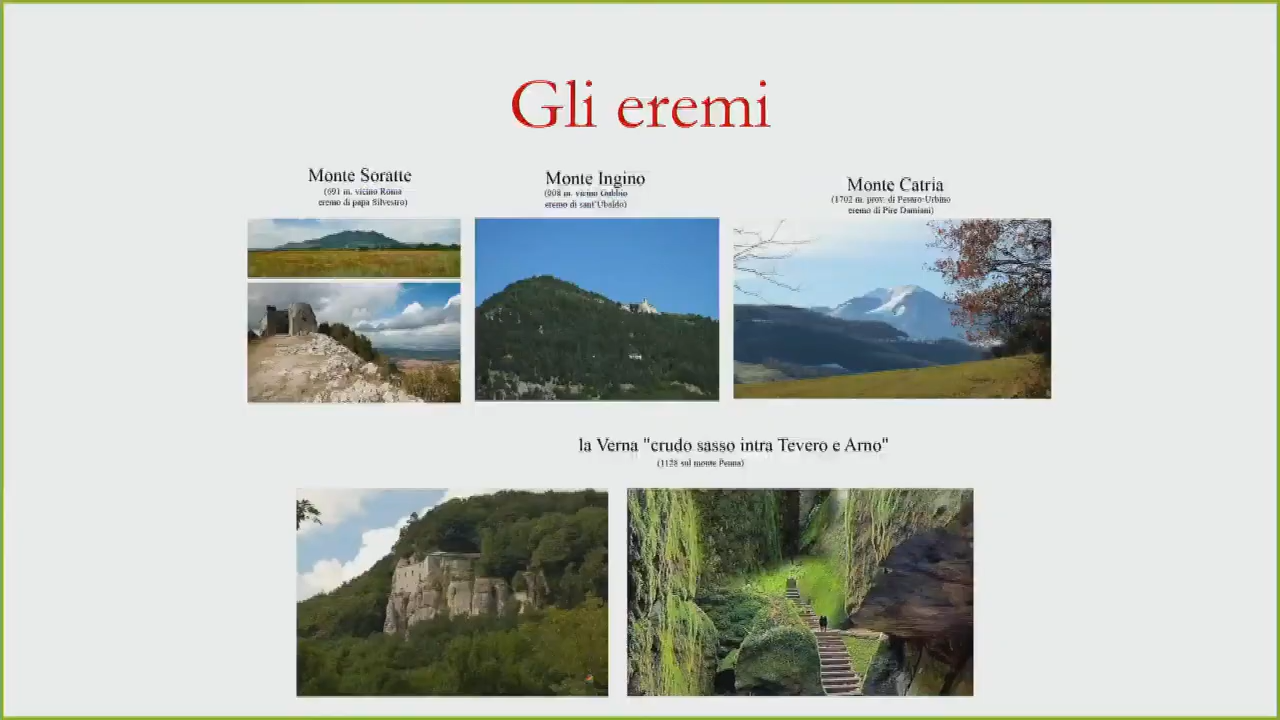 Gli eremi
Monte Soratte
(691 m. vicino Roma
eremo di papa Silvestro)
Monte Ingino
(908 m. vicino Gubbio
eremo di sant'Ubaldo)
Monte Catria
(1702 m. prov. di Pesaro-Urbino
eremo di Pire Damiani)
la Verna "crudo sasso intra Tevero e Arno"
(1128 sul monte Penna)